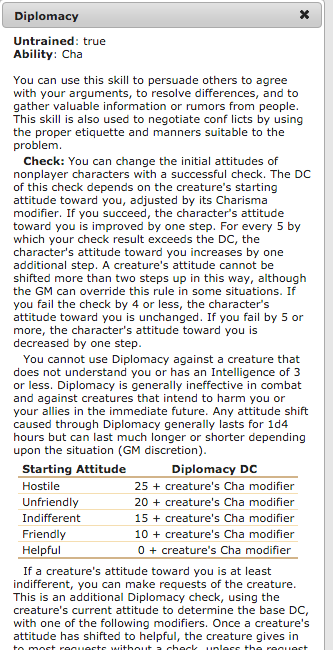 Diplomacy
Untrained: true
Ability: Cha
You can use this skill to persuade others to agree
with your arguments, to resolve differences, and to
gather valuable information or rumors from people.
This skill is also used to negotiate conf licts by using
the proper etiquette and manners suitable to the
problem.
Check: You can change the initial attitudes of
nonplayer characters with a successful check. The DC
of this check depends on the creature's starting
attitude toward you, adjusted by its Charisma
modifier. If you succeed, the character's attitude
toward you is improved by one step. For every 5 by
which your check result exceeds the DC, the
character's attitude toward you increases by one
additional step. A creature's attitude cannot be
shifted more than two steps up in this way, although
the GM can override this rule in some situations. If
you fail the check by 4 or less, the character's
attitude toward you is unchanged. If you fail by 5 or
more, the character's attitude toward you is
decreased by one step.
You cannot use Diplomacy against a creature that
does not understand you or has an Intelligence of 3
or less. Diplomacy is generally ineffective in combat
and against creatures that intend to harm you or
your allies in the immediate future. Any attitude shift
caused through Diplomacy generally lasts for 1d4
hours but can last much longer or shorter depending
upon the situation (GM discretion).
Starting Attitude Diplomacy DC
Hostile 25 + creature's Cha modifier
Unfriendly 20 + creature's Cha modifier
Indifferent 15 + creature's Cha modifier
Friendly 10 + creature's Cha modifier
Helpful 0 + creature's Cha modifier
If a creature's attitude toward you is at least
indifferent, you can make requests of the creature.
This is an additional Diplomacy check, using the
creature's current attitude to determine the base DC,
with one of the following modifiers. Once a creature's
attitude has shifted to helpful, the creature gives in
to most requests without a check, unless the request